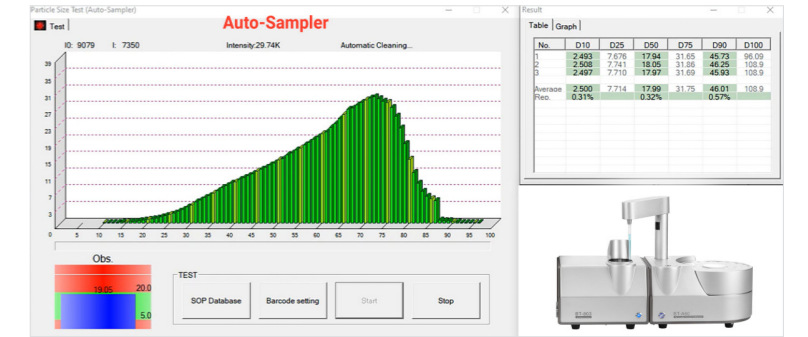 Particle Size Test (Auto-Sampler)
Test
Auto-Sampler
I0: 9079 I: 7350 Intensity:29.74K Automatic Cleaning...
39
35
31
27
23
19
15
11
7
3
0 5 10 15 20 25 30 35 40 45 50 55 60 65 70 75 80 85 90 95 100
Obs.
19.05
20.0
5.0
TEST
SOP Database Barcode setting Start Stop
Result
Table Graph
No. D10 D25 D50 D75 D90 D100
1 2.493 7.676 17.94 31.65 45.73 96.09
2 2.508 7.741 18.05 31.86 46.25 108.9
3 2.497 7.710 17.97 31.69 45.93 108.9
Average 2.500 7.714 17.99 31.75 46.01 108.9
Rep. 0.31% 0.32% 0.57%